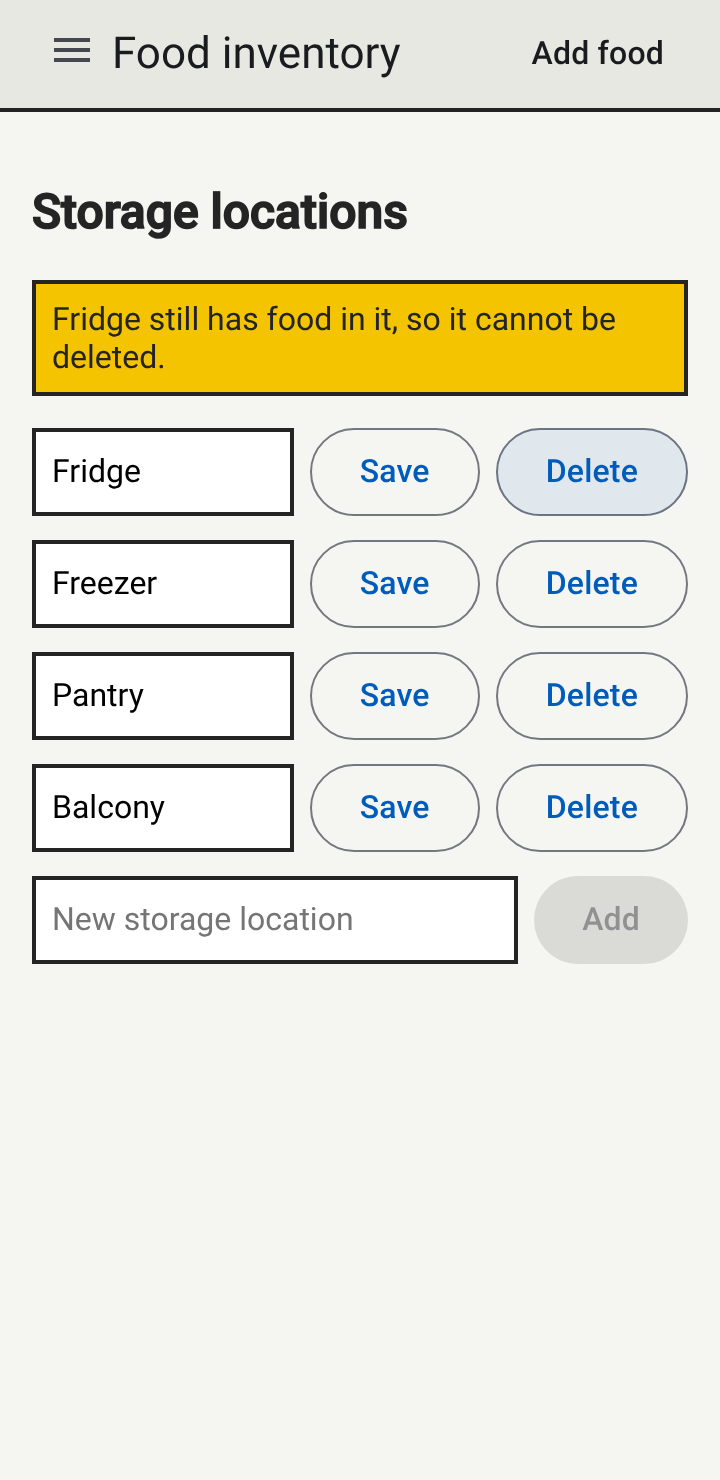 Food inventory Add food
Storage locations
Fridge still has food in it, so it cannot be
deleted.
Fridge Save Delete
Freezer Save Delete
Pantry Save Delete
Balcony Save Delete
New storage location Add